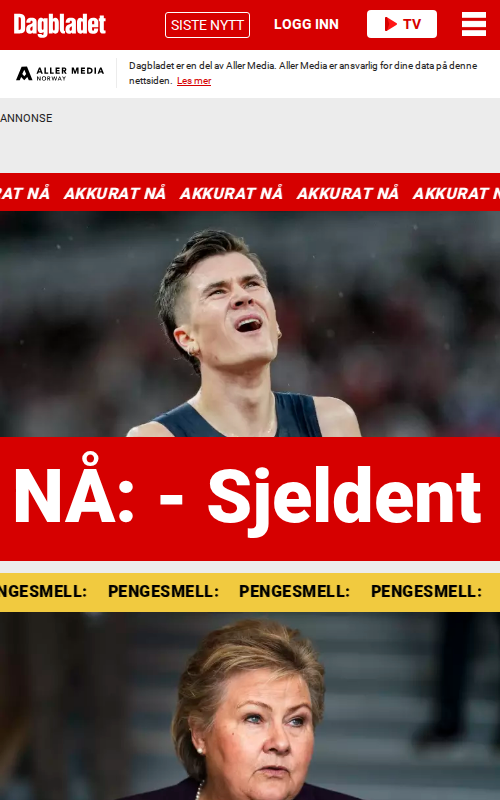 Dagbladet
SISTE NYTT
LOGG INN
TV
ALLER MEDIA
NORWAY
Dagbladet er en del av Aller Media. Aller Media er ansvarlig for dine data på denne
nettsiden. Les mer
ANNONSE
AT NÅ AKKURAT NÅ AKKURAT NÅ AKKURAT NÅ AKKURAT N
NÅ: - Sjeldent
NGESMELL: PENGESMELL: PENGESMELL: PENGESMELL: